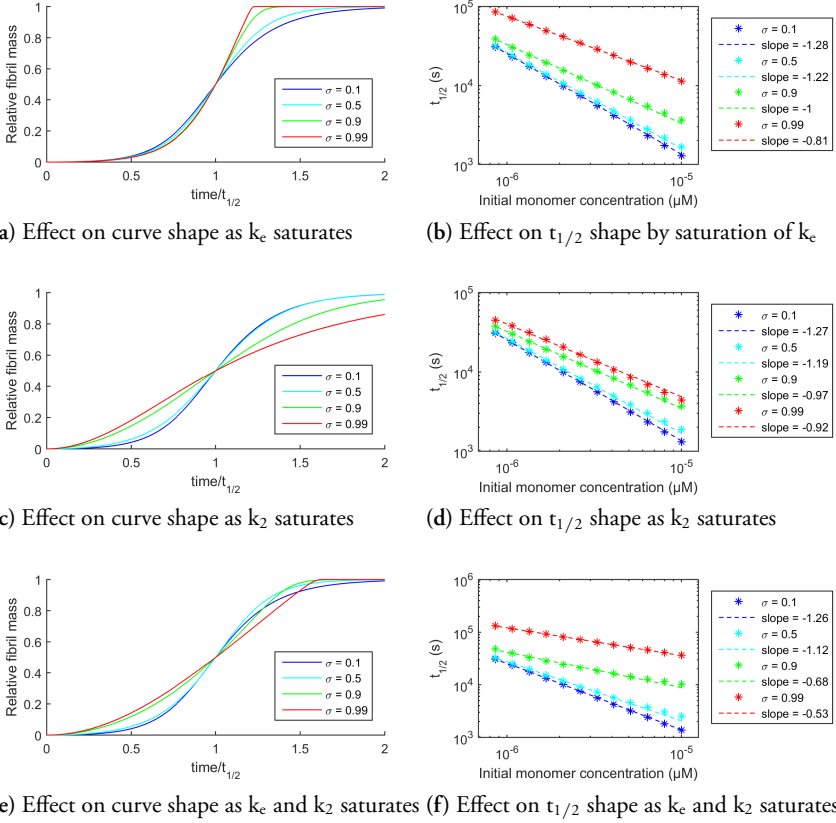 1
0.8
0.6
0.4
0.2
0
Relative fibril mass
σ = 0.1
σ = 0.5
σ = 0.9
σ = 0.99
0 0.5 1 1.5 2
time/t1/2
10^5
10^4
10^3
t1/2 (s)
10^-6 10^-5
Initial monomer concentration (μM)
σ = 0.1
slope = -1.28
σ = 0.5
slope = -1.22
σ = 0.9
slope = -1
σ = 0.99
slope = -0.81
a) Effect on curve shape as ke saturates
(b) Effect on t1/2 shape by saturation of ke
1
0.8
0.6
0.4
0.2
0
Relative fibril mass
σ = 0.1
σ = 0.5
σ = 0.9
σ = 0.99
0 0.5 1 1.5 2
time/t1/2
10^5
10^4
10^3
t1/2 (s)
10^-6 10^-5
Initial monomer concentration (μM)
σ = 0.1
slope = -1.27
σ = 0.5
slope = -1.19
σ = 0.9
slope = -0.97
σ = 0.99
slope = -0.92
c) Effect on curve shape as k2 saturates
(d) Effect on t1/2 shape as k2 saturates
1
0.8
0.6
0.4
0.2
0
Relative fibril mass
σ = 0.1
σ = 0.5
σ = 0.9
σ = 0.99
0 0.5 1 1.5 2
time/t1/2
10^6
10^5
10^4
10^3
t1/2 (s)
10^-6 10^-5
Initial monomer concentration (μM)
σ = 0.1
slope = -1.26
σ = 0.5
slope = -1.12
σ = 0.9
slope = -0.68
σ = 0.99
slope = -0.53
e) Effect on curve shape as ke and k2 saturates
(f) Effect on t1/2 shape as ke and k2 saturates